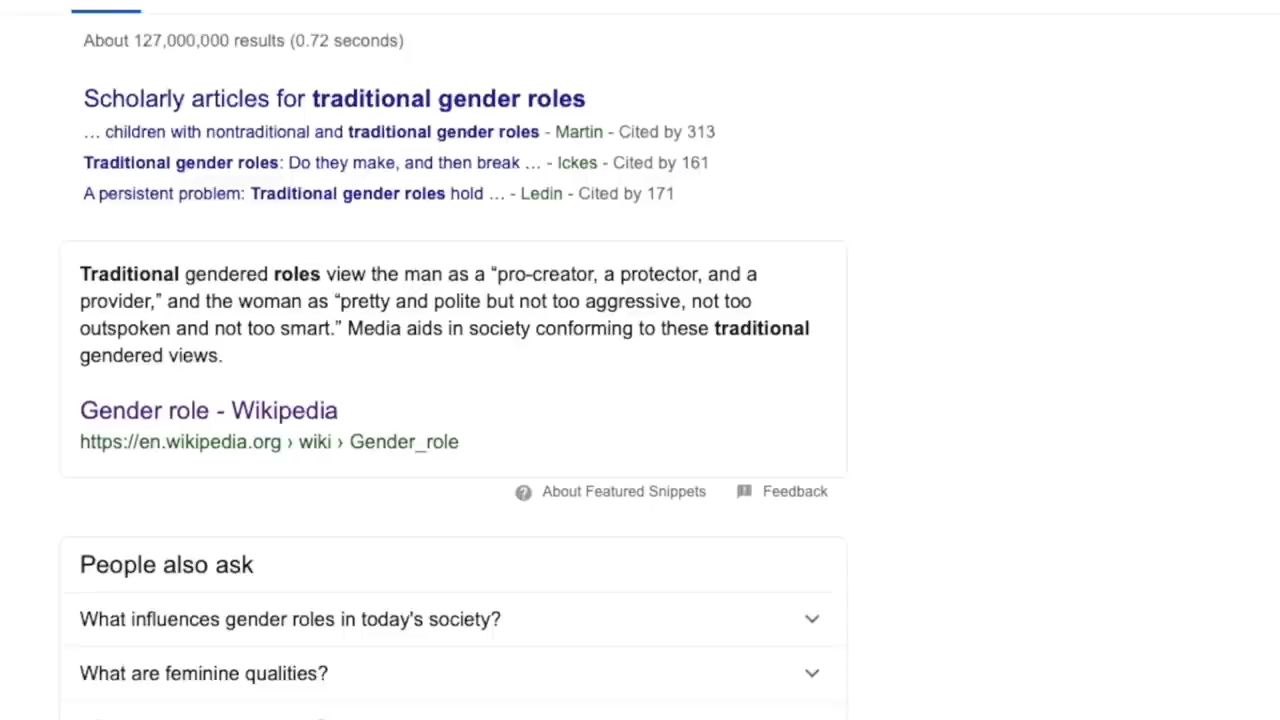 About 127,000,000 results (0.72 seconds)
Scholarly articles for traditional gender roles
… children with nontraditional and traditional gender roles - Martin - Cited by 313
Traditional gender roles: Do they make, and then break … - Ickes - Cited by 161
A persistent problem: Traditional gender roles hold … - Ledin - Cited by 171
Traditional gendered roles view the man as a “pro-creator, a protector, and a
provider,” and the woman as “pretty and polite but not too aggressive, not too
outspoken and not too smart.” Media aids in society conforming to these traditional
gendered views.
Gender role - Wikipedia
https://en.wikipedia.org › wiki › Gender_role
About Featured Snippets
Feedback
People also ask
What influences gender roles in today's society?
What are feminine qualities?